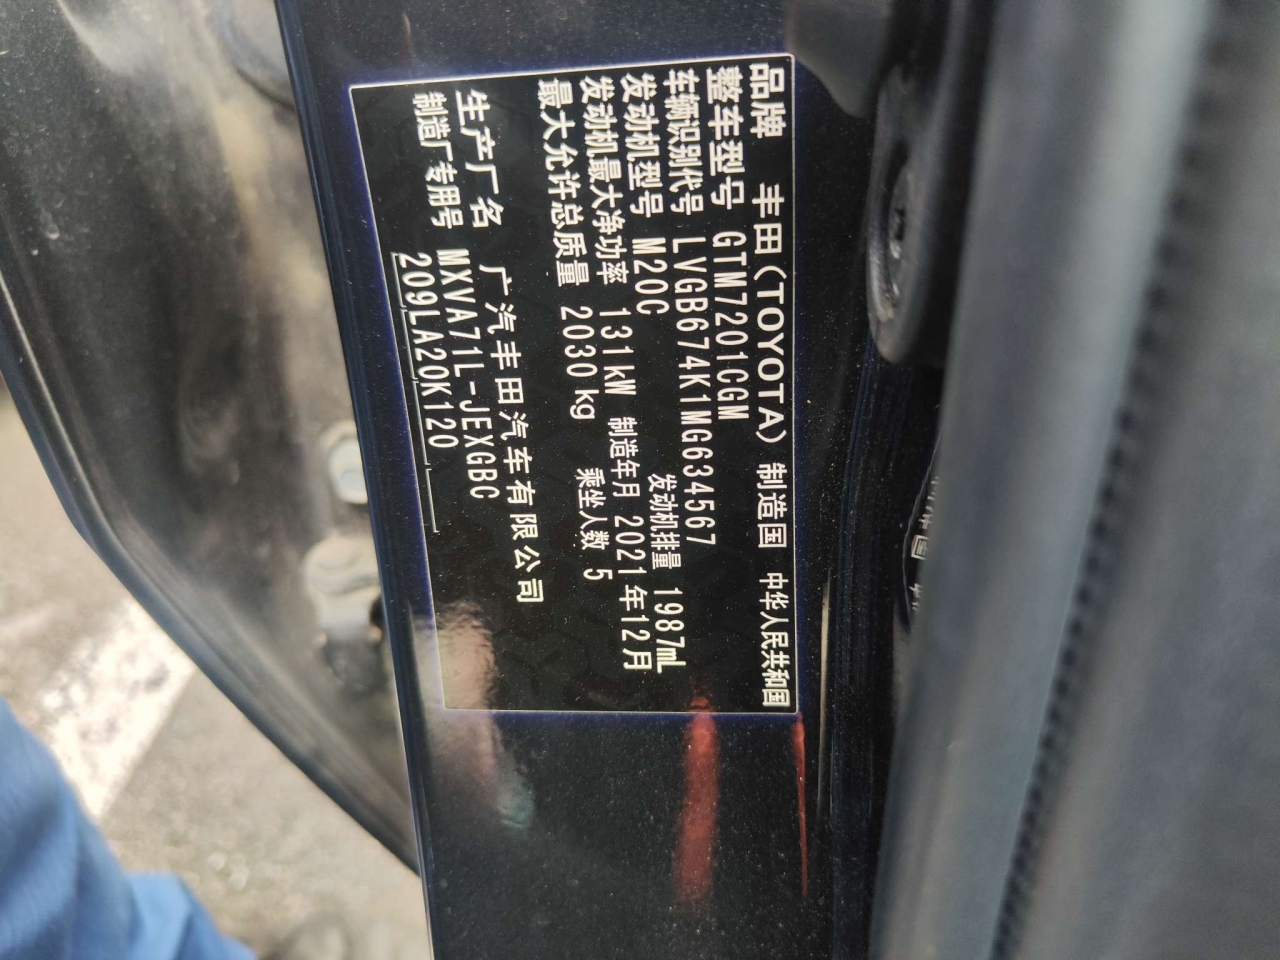 品牌 丰田(TOYOTA) 制造国 中华人民共和国
整车型号 GTM7201CGM
车辆识别代号 LVGB674K1MG634567
发动机型号 M20C 发动机排量 1987mL
发动机最大净功率 131kW 制造年月 2021年12月
最大允许总质量 2030kg 乘坐人数 5
生产厂名 广汽丰田汽车有限公司
制造厂专用号 MXVA71L-JEXGBC
209LA20K120